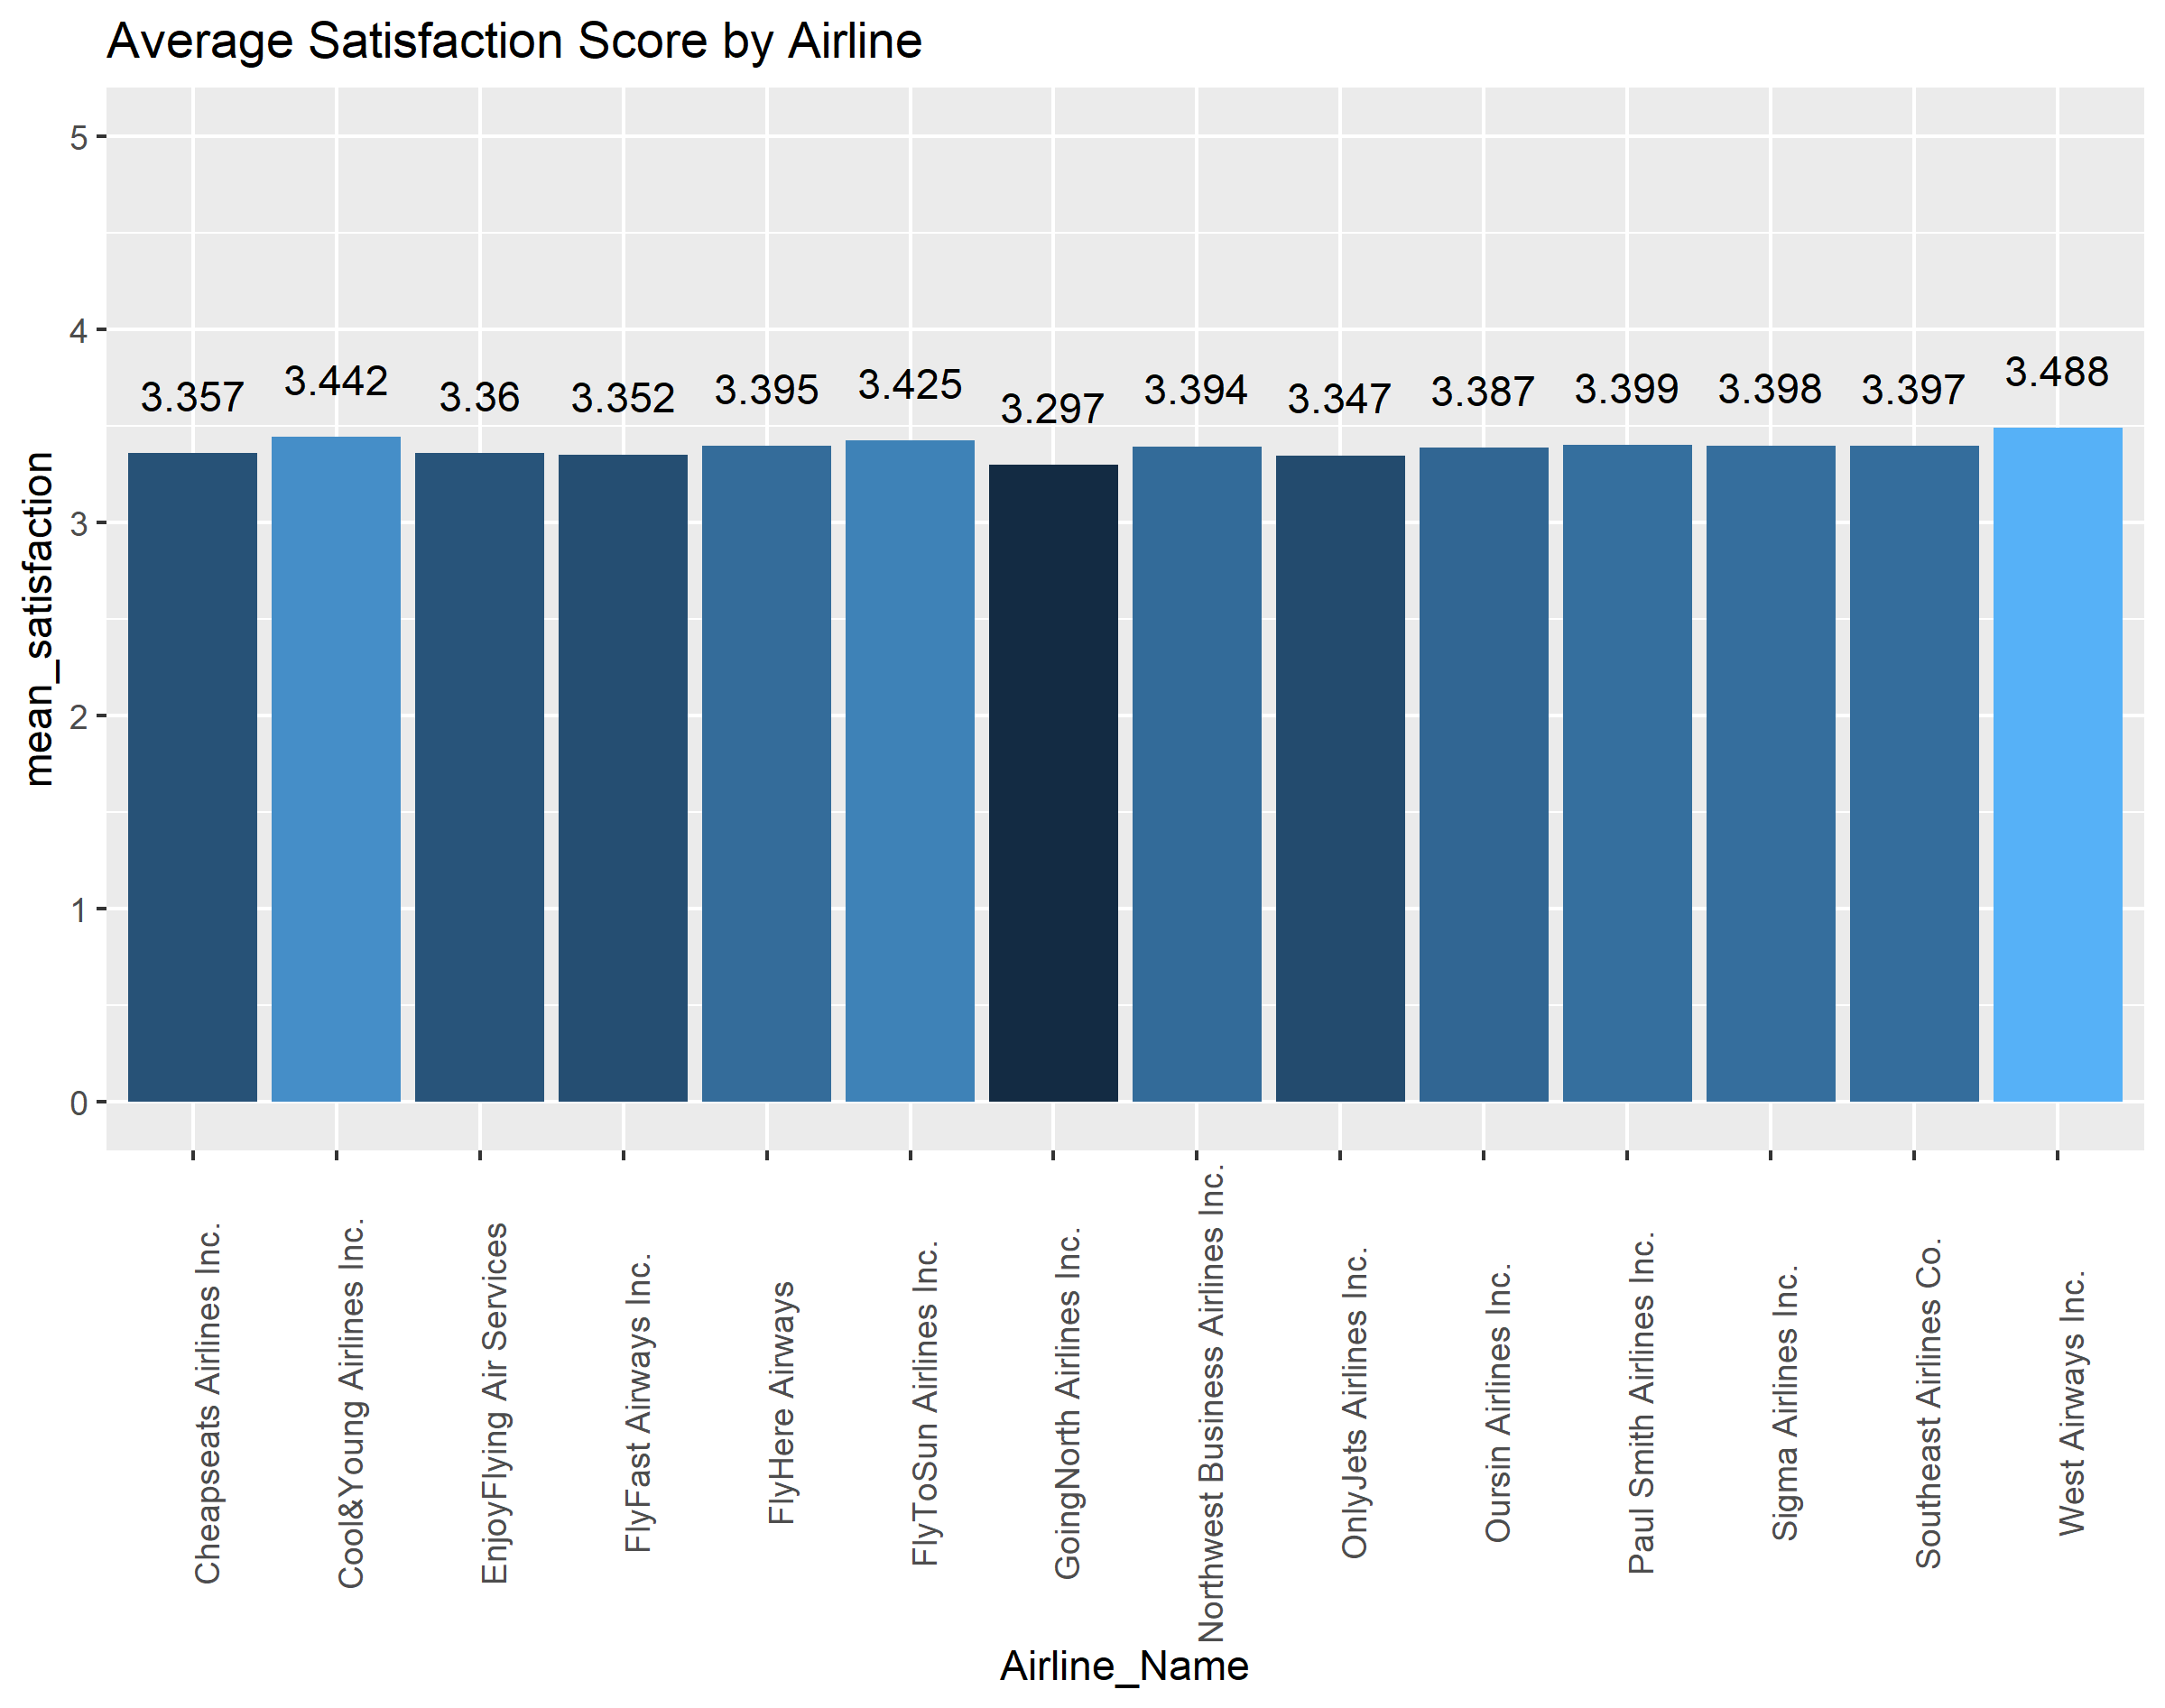 Average Satisfaction Score by Airline
mean_satisfaction
5
4
3
2
1
0
3.357
3.442
3.36
3.352
3.395
3.425
3.297
3.394
3.347
3.387
3.399
3.398
3.397
3.488
Cheapseats Airlines Inc.
Cool&Young Airlines Inc.
EnjoyFlying Air Services
FlyFast Airways Inc.
FlyHere Airways
FlyToSun Airlines Inc.
GoingNorth Airlines Inc.
Northwest Business Airlines Inc.
OnlyJets Airlines Inc.
Oursin Airlines Inc.
Paul Smith Airlines Inc.
Sigma Airlines Inc.
Southeast Airlines Co.
West Airways Inc.
Airline_Name